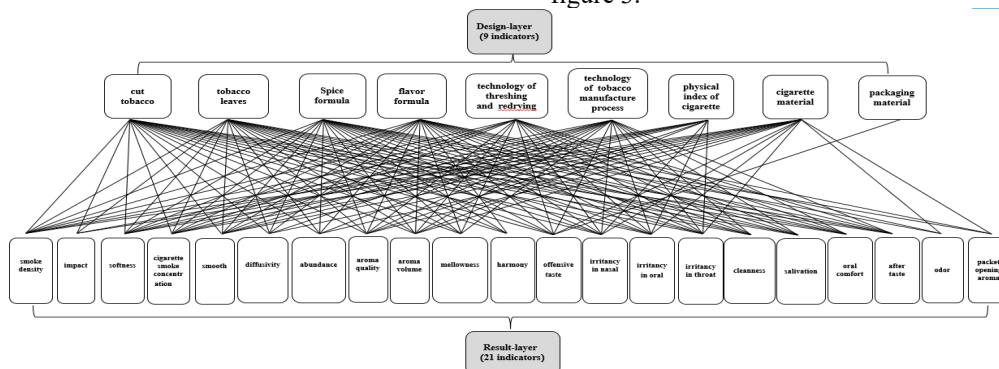 figure 3.
Design-layer
(9 indicators)
cut
tobacco
tobacco
leaves
Spice
formula
flavor
formula
technology of
threshing
and redrying
technology
of tobacco
manufacture
process
physical
index of
cigarette
cigarette
material
packaging
material
smoke
density
impact
softness
cigarette
smoke
concentr
ation
smooth
diffusivity
abundance
aroma
quality
aroma
volume
mellowness
harmony
offensive
taste
irritancy
in nasal
irritancy
in oral
irritancy
in throat
cleanness
salivation
oral
comfort
after
taste
odor
packet
opening
aroma
Result-layer
(21 indicators)